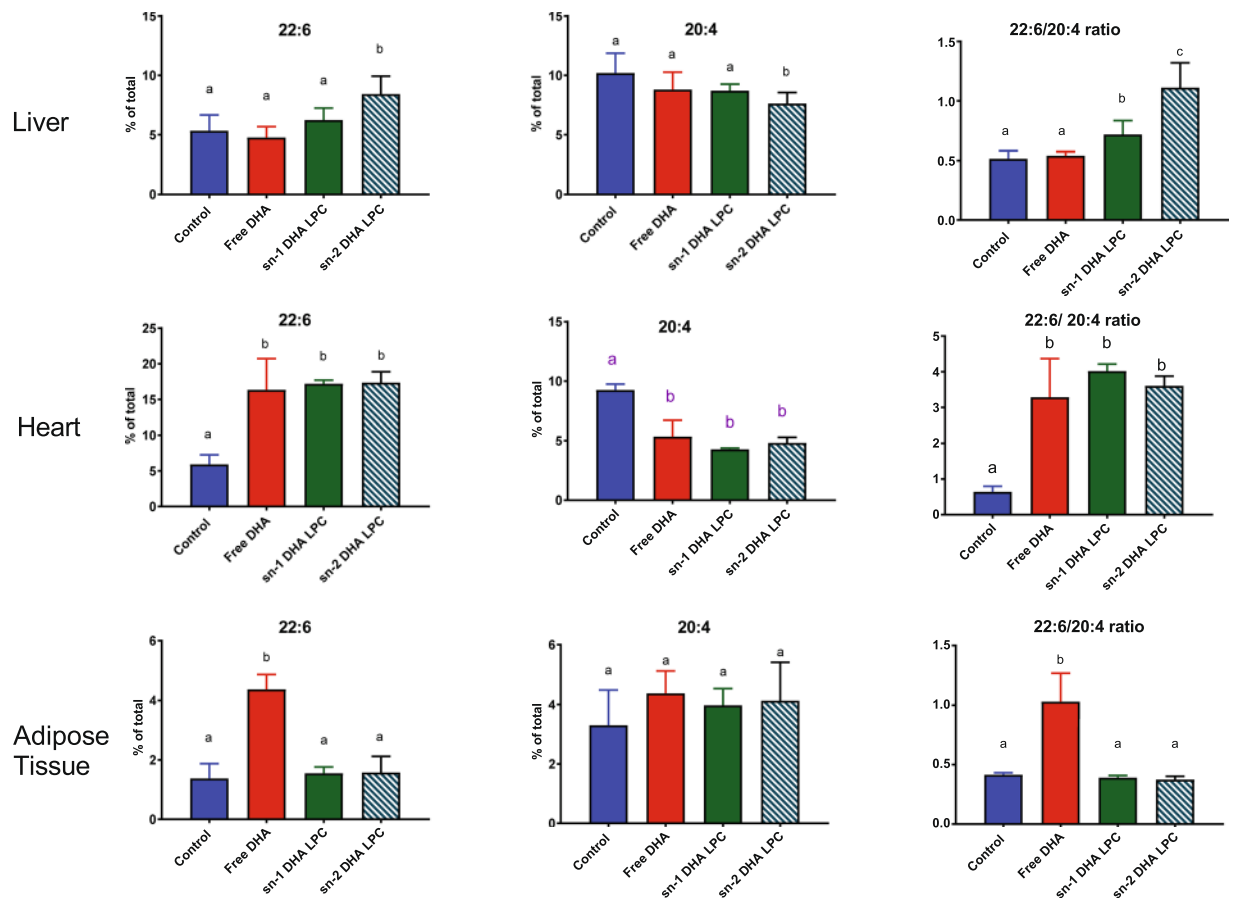 Liver
22:6
% of total
15
10
5
0
a
a
a
b
Control
Free DHA
sn-1 DHA LPC
sn-2 DHA LPC
20:4
% of total
15
10
5
0
a
a
a
b
Control
Free DHA
sn-1 DHA LPC
sn-2 DHA LPC
22:6/20:4 ratio
1.5
1.0
0.5
0.0
a
a
b
c
Control
Free DHA
sn-1 DHA LPC
sn-2 DHA LPC
Heart
22:6
% of total
25
20
15
10
5
0
a
b
b
b
Control
Free DHA
sn-1 DHA LPC
sn-2 DHA LPC
20:4
% of total
15
10
5
0
a
b
b
b
Control
Free DHA
sn-1 DHA LPC
sn-2 DHA LPC
22:6/ 20:4 ratio
5
4
3
2
1
0
a
b
b
b
Control
Free DHA
sn-1 DHA LPC
sn-2 DHA LPC
Adipose
Tissue
22:6
% of total
6
4
2
0
a
b
a
a
Control
Free DHA
sn-1 DHA LPC
sn-2 DHA LPC
20:4
% of total
6
4
2
0
a
a
a
a
Control
Free DHA
sn-1 DHA LPC
sn-2 DHA LPC
22:6/20:4 ratio
1.5
1.0
0.5
0.0
a
b
a
a
Control
Free DHA
sn-1 DHA LPC
sn-2 DHA LPC